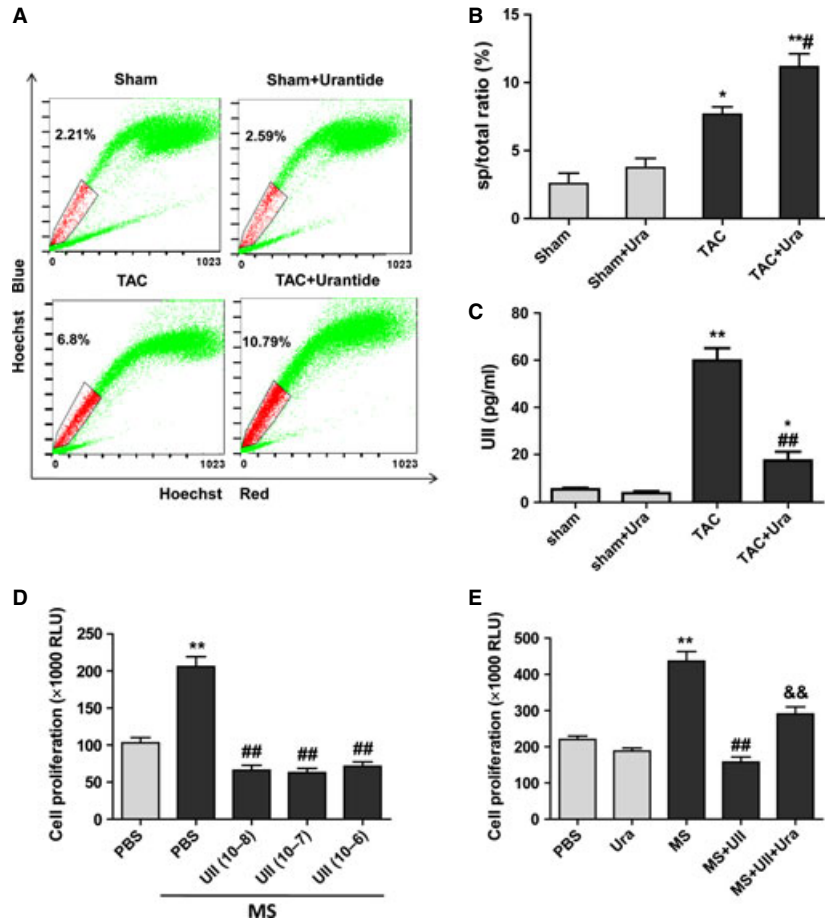 A
Sham
Sham+Urantide
2.21%
2.59%
0
1023
0
1023
TAC
TAC+Urantide
6.8%
10.79%
0
1023
0
1023
Hoechst Blue
Hoechst Red
B
sp/total ratio (%)
15
10
5
0
*
**#
Sham
Sham+Ura
TAC
TAC+Ura
C
UII (pg/ml)
80
60
40
20
0
**
*
##
sham
sham+Ura
TAC
TAC+Ura
D
Cell proliferation (×1000 RLU)
250
200
150
100
50
0
**
##
##
##
PBS
PBS
UII (10–8)
UII (10–7)
UII (10–6)
MS
E
Cell proliferation (×1000 RLU)
500
400
300
200
100
0
**
##
&&
PBS
Ura
MS
MS+UII
MS+UII+Ura